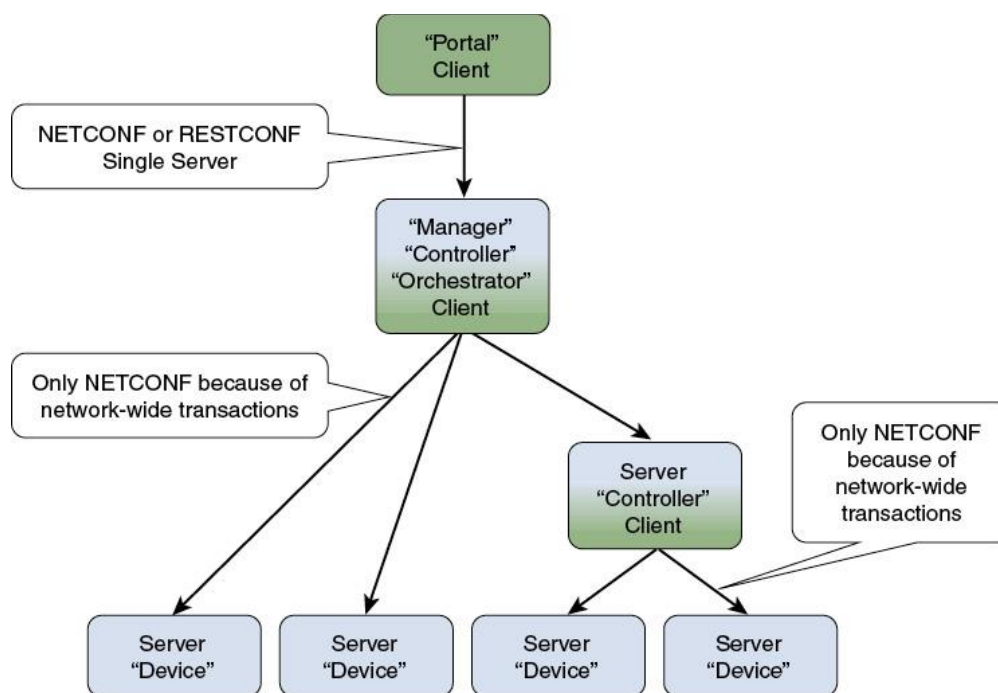 “Portal”
Client
NETCONF or RESTCONF
Single Server
“Manager”
“Controller”
“Orchestrator”
Client
Only NETCONF because of
network-wide transactions
Only NETCONF
because of
network-wide
transactions
Server
“Controller”
Client
Server
“Device”
Server
“Device”
Server
“Device”
Server
“Device”